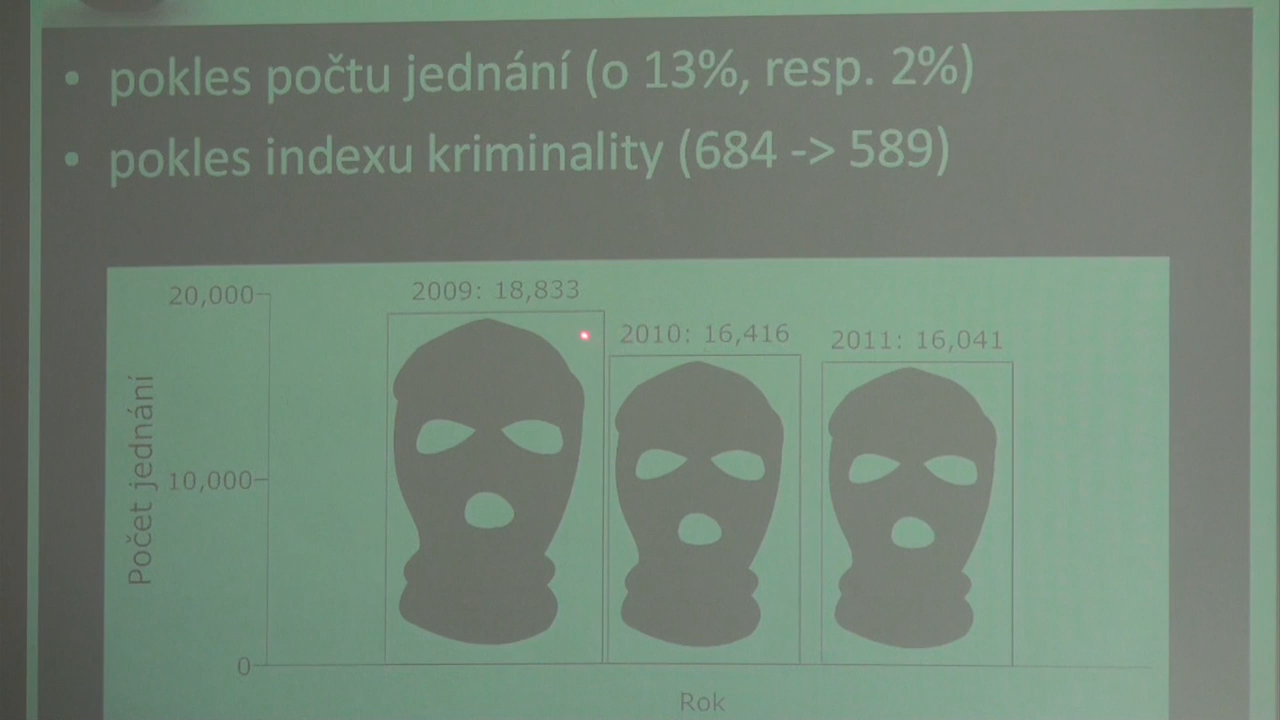 • pokles počtu jednání (o 13%, resp. 2%)
• pokles indexu kriminality (684 -> 589)
20,000
2009: 18,833
2010: 16,416
2011: 16,041
Počet jednání
10,000
0
Rok